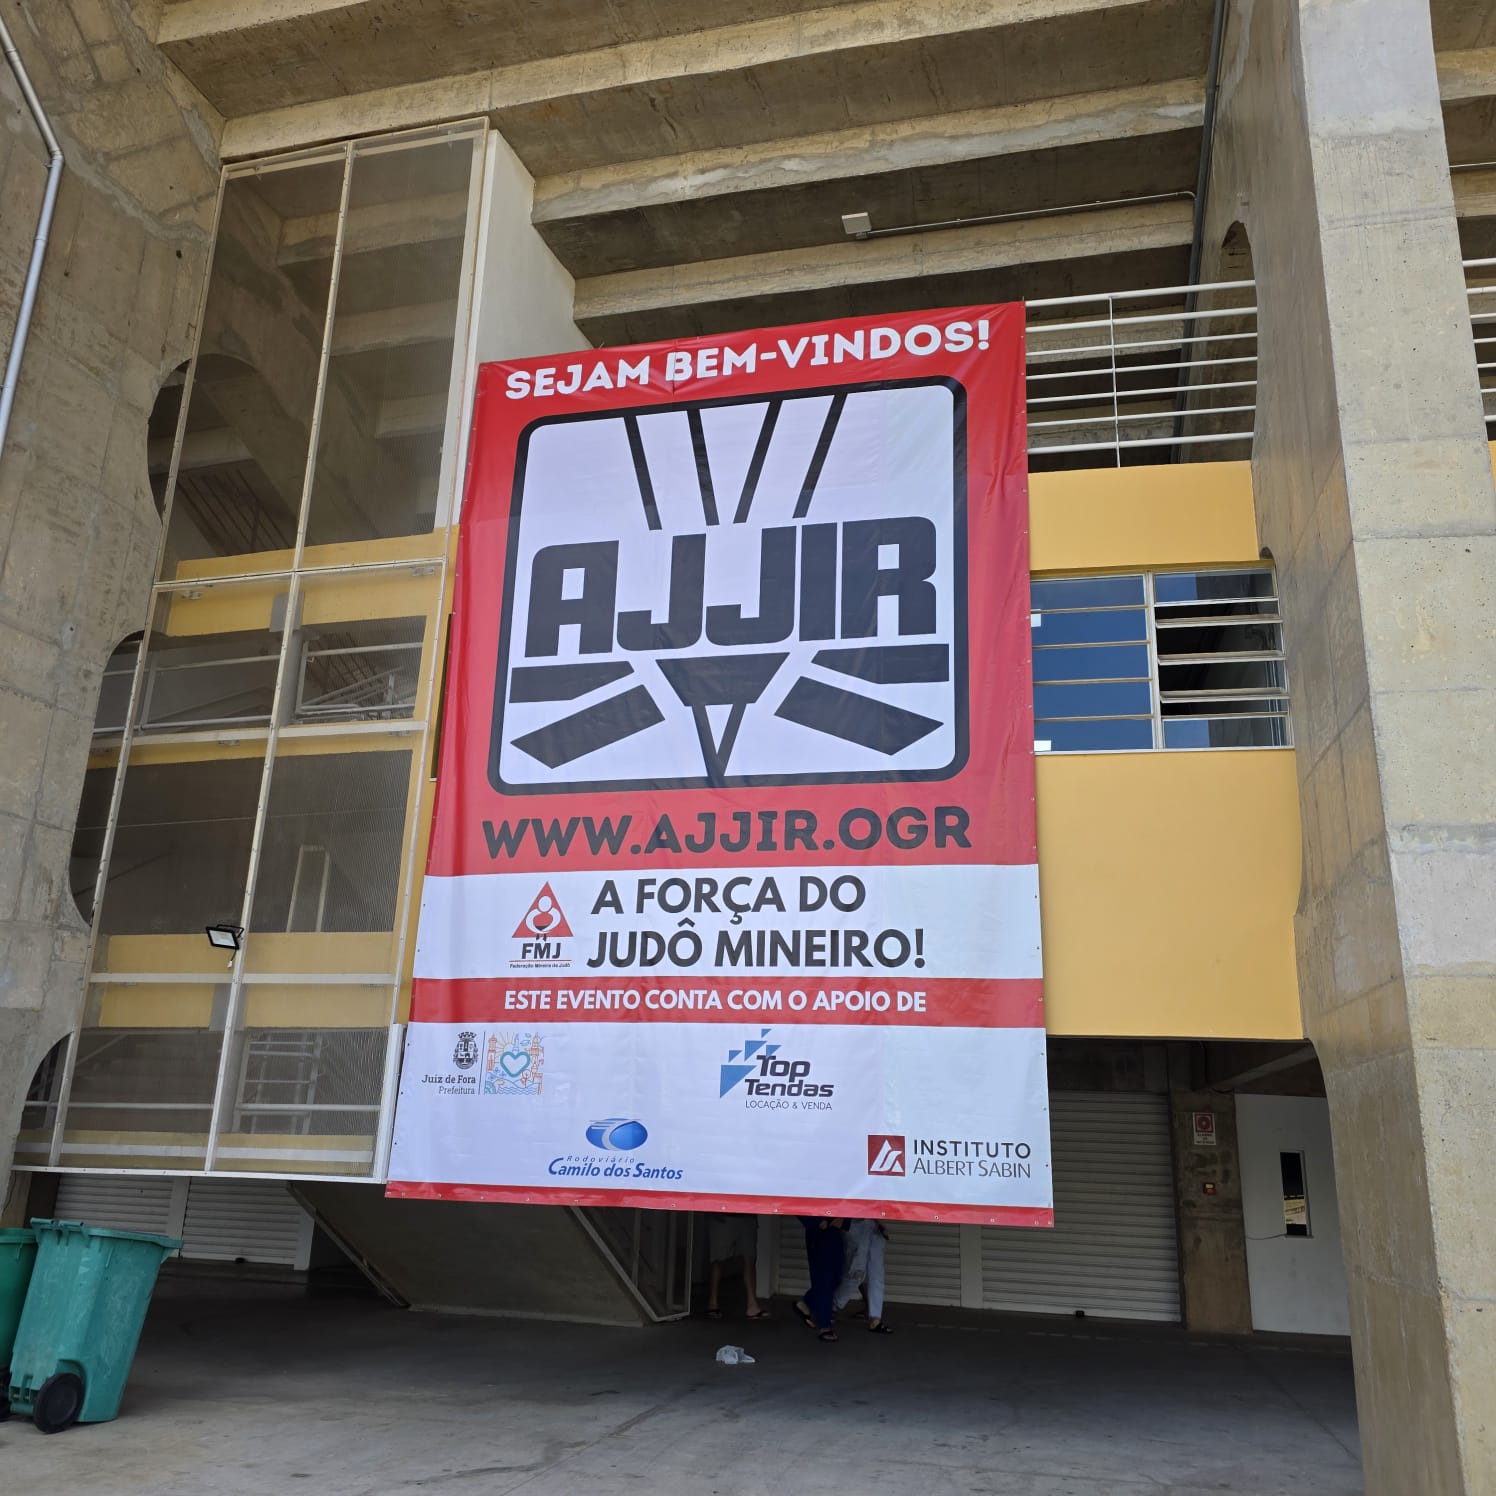 SEJAM BEM-VINDOS!
AJJIR
WWW.AJJIR.OGR
FMJ
Federação Mineira de Judô
A FORÇA DO
JUDÔ MINEIRO!
ESTE EVENTO CONTA COM O APOIO DE
Juiz de Fora
Prefeitura
Top
Tendas
LOCAÇÃO & VENDA
Rodoviário
Camilo dos Santos
INSTITUTO
ALBERT SABIN